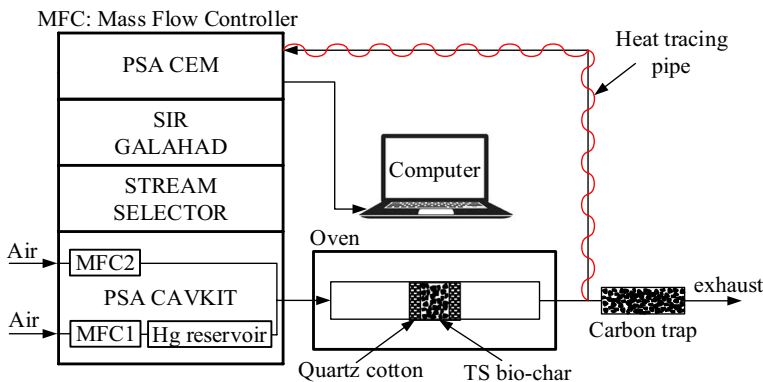 MFC: Mass Flow Controller
PSA CEM
Heat tracing
pipe
SIR
GALAHAD
STREAM
SELECTOR
Computer
Oven
Air
MFC2
PSA CAVKIT
Air
MFC1
Hg reservoir
exhaust
Carbon trap
Quartz cotton
TS bio-char